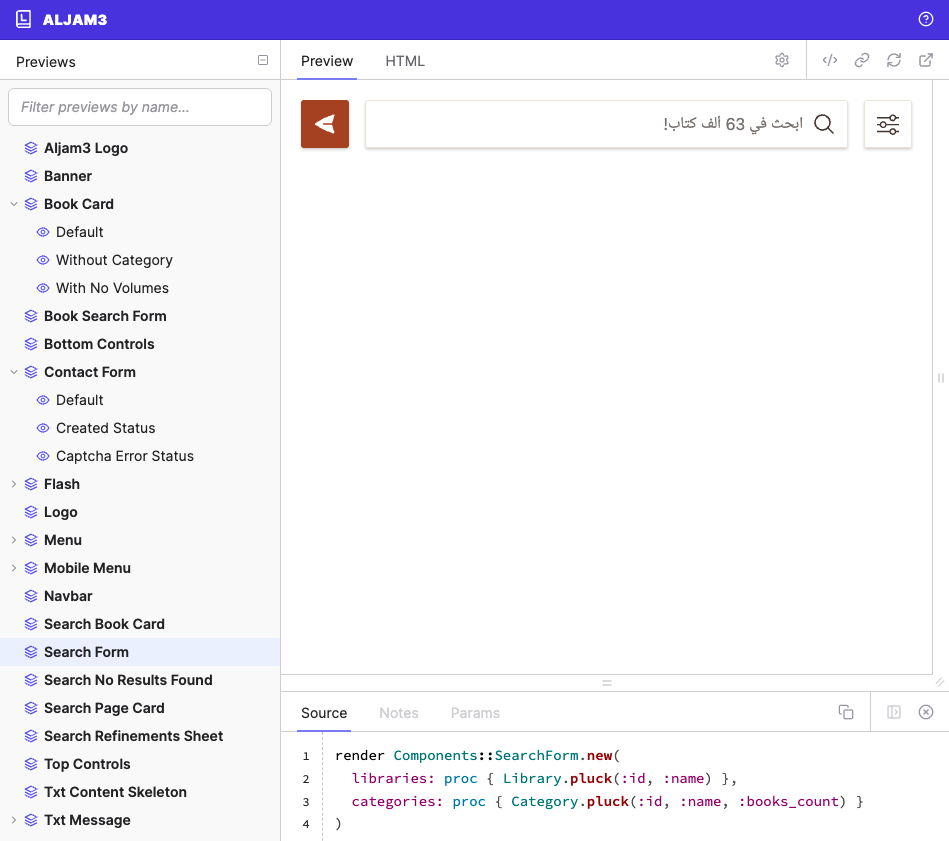 ALJAM3
Previews
Filter previews by name...
Aljam3 Logo
Banner
Book Card
Default
Without Category
With No Volumes
Book Search Form
Bottom Controls
Contact Form
Default
Created Status
Captcha Error Status
Flash
Logo
Menu
Mobile Menu
Navbar
Search Book Card
Search Form
Search No Results Found
Search Page Card
Search Refinements Sheet
Top Controls
Txt Content Skeleton
Txt Message
Preview HTML
ابحث في 63 ألف كتاب!
Source Notes Params
1 render Components::SearchForm.new(
2 libraries: proc { Library.pluck(:id, :name) },
3 categories: proc { Category.pluck(:id, :name, :books_count) }
4 )